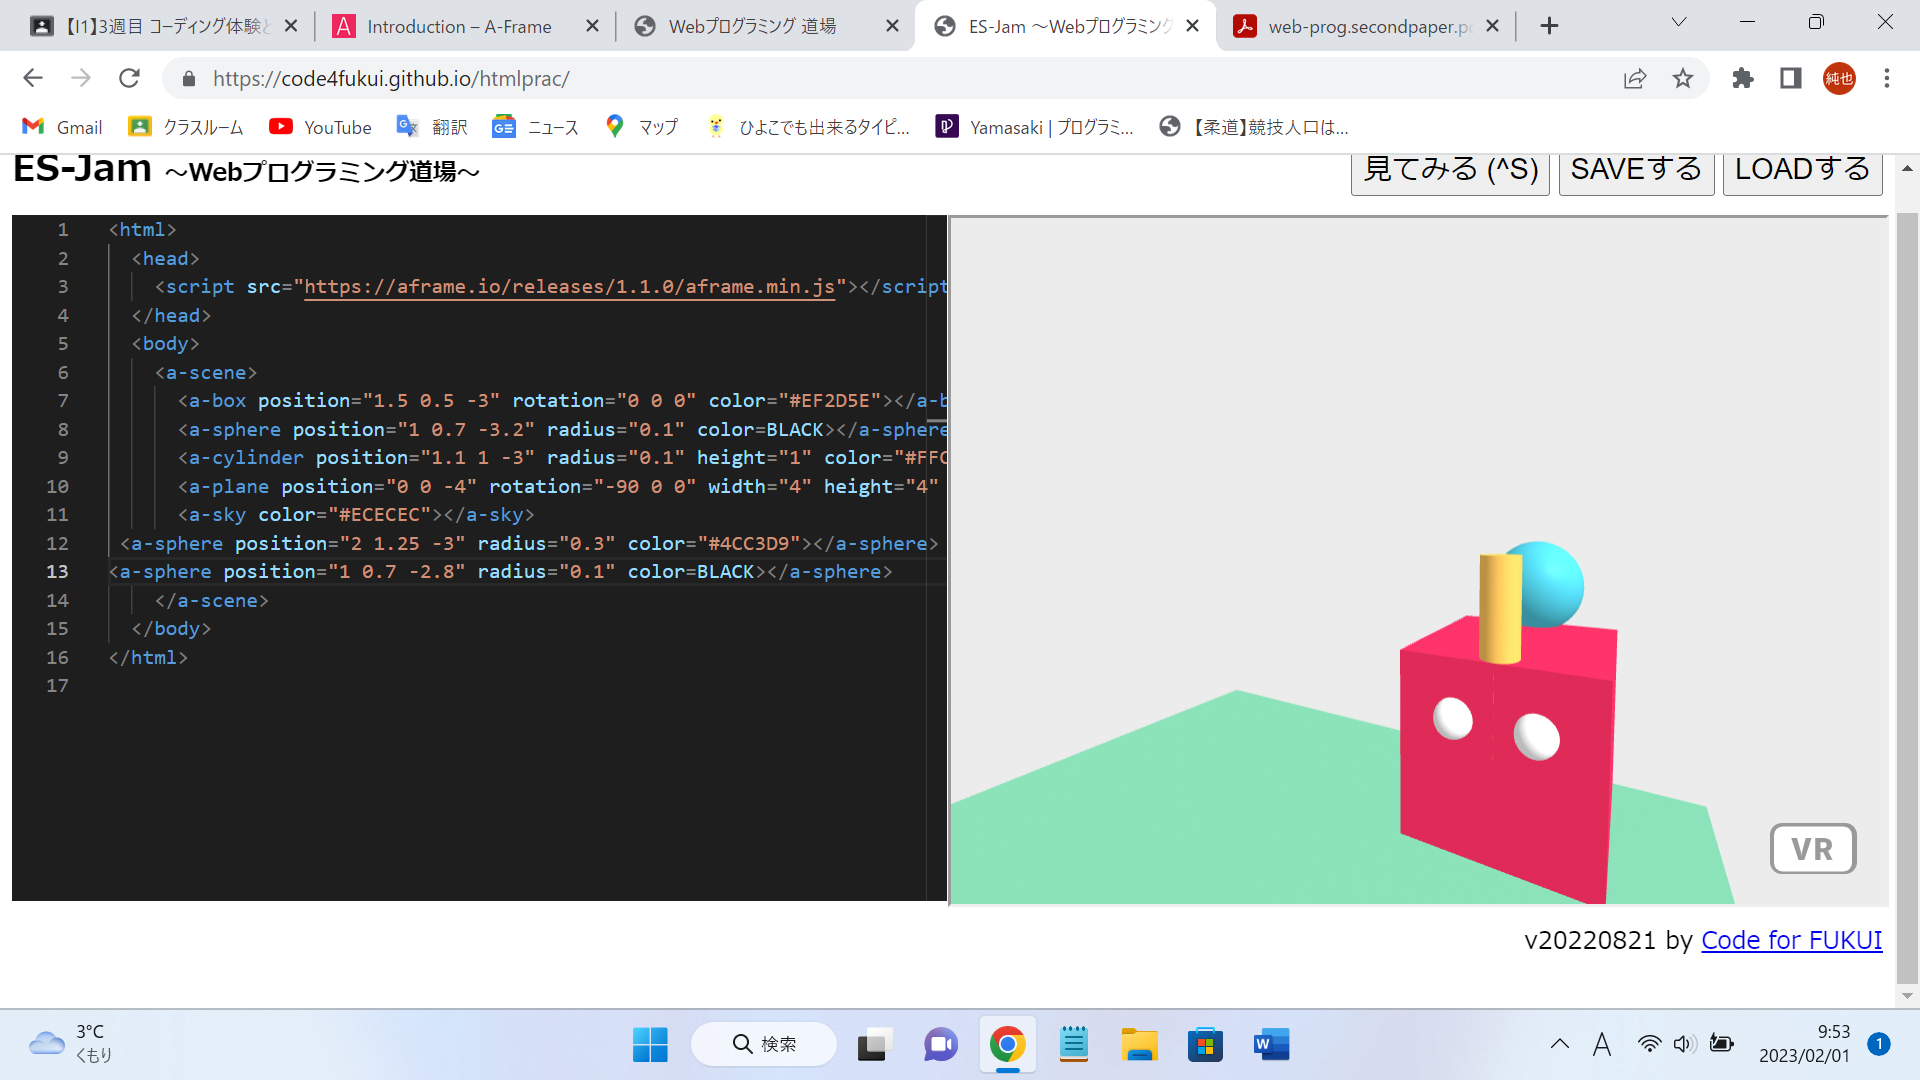 【I1】3週目 コーディング体験と
Introduction – A-Frame
Webプログラミング 道場
ES-Jam ～Webプログラミング
web-prog.secondpaper.pd
https://code4fukui.github.io/htmlprac/
純也
Gmail
クラスルーム
YouTube
翻訳
ニュース
マップ
ひよこでも出来るタイピ...
Yamasaki | プログラミ...
【柔道】競技人口は...
ES-Jam ～Webプログラミング道場～
見てみる (^S)
SAVEする
LOADする
1 <html>
2 <head>
3 <script src="https://aframe.io/releases/1.1.0/aframe.min.js"></script
4 </head>
5 <body>
6 <a-scene>
7 <a-box position="1.5 0.5 -3" rotation="0 0 0" color="#EF2D5E"></a-b
8 <a-sphere position="1 0.7 -3.2" radius="0.1" color=BLACK></a-sphere
9 <a-cylinder position="1.1 1 -3" radius="0.1" height="1" color="#FFC
10 <a-plane position="0 0 -4" rotation="-90 0 0" width="4" height="4"
11 <a-sky color="#ECECEC"></a-sky>
12 <a-sphere position="2 1.25 -3" radius="0.3" color="#4CC3D9"></a-sphere>
13 <a-sphere position="1 0.7 -2.8" radius="0.1" color=BLACK></a-sphere>
14 </a-scene>
15 </body>
16 </html>
17
VR
v20220821 by Code for FUKUI
3°C
くもり
検索
A
9:53
2023/02/01
1